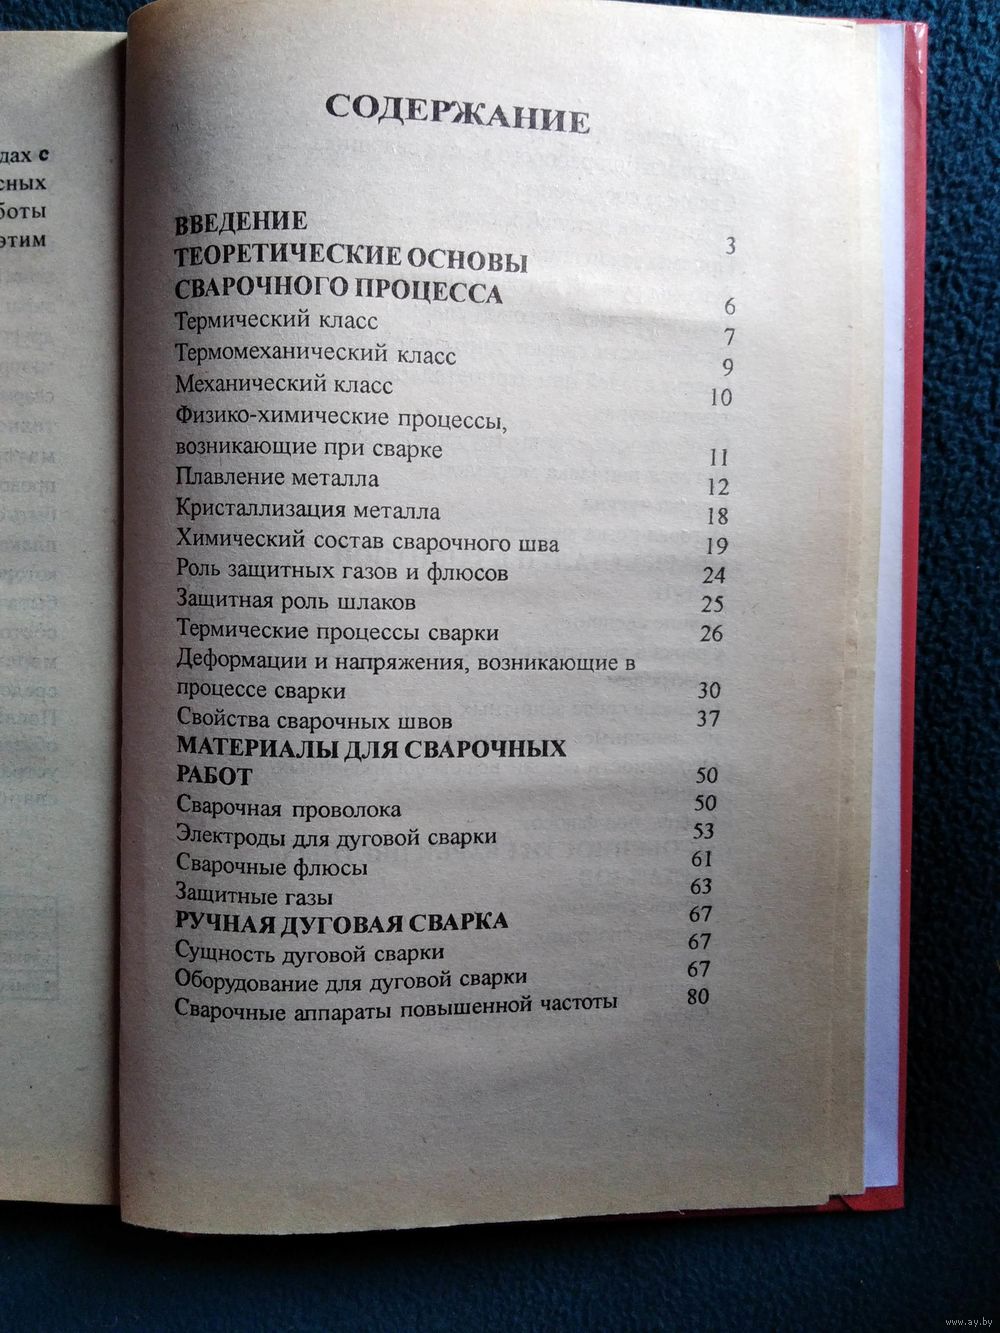 дах с
сных
боты
этим
СОДЕРЖАНИЕ
ВВЕДЕНИЕ 3
ТЕОРЕТИЧЕСКИЕ ОСНОВЫ
СВАРОЧНОГО ПРОЦЕССА 6
Термический класс 7
Термомеханический класс 9
Механический класс 10
Физико-химические процессы,
возникающие при сварке 11
Плавление металла 12
Кристаллизация металла 18
Химический состав сварочного шва 19
Роль защитных газов и флюсов 24
Защитная роль шлаков 25
Термические процессы сварки 26
Деформации и напряжения, возникающие в
процессе сварки 30
Свойства сварочных швов 37
МАТЕРИАЛЫ ДЛЯ СВАРОЧНЫХ
РАБОТ 50
Сварочная проволока 50
Электроды для дуговой сварки 53
Сварочные флюсы 61
Защитные газы 63
РУЧНАЯ ДУГОВАЯ СВАРКА 67
Сущность дуговой сварки 67
Оборудование для дуговой сварки 67
Сварочные аппараты повышенной частоты 80
www.ay.by